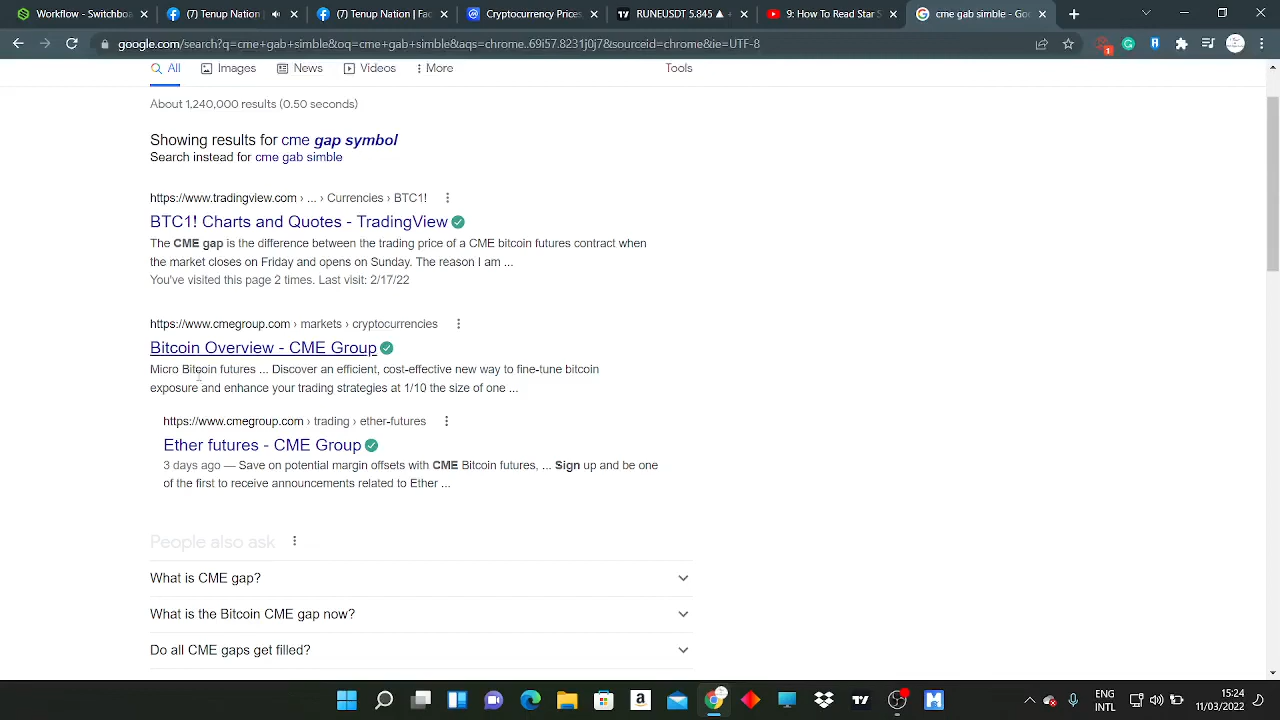 Workflow - Switchboa
(7) Tenup Nation |
(7) Tenup Nation | Fac
Cryptocurrency Prices,
RUNEUSDT 5.845 ▲ +
9: How To Read Star S
cme gab simble - Goo
google.com/search?q=cme+gab+simble&oq=cme+gab+simble&aqs=chrome..69i57.8231j0j7&sourceid=chrome&ie=UTF-8
1
All
Images
News
Videos
More
Tools
About 1,240,000 results (0.50 seconds)
Showing results for cme gap symbol
Search instead for cme gab simble
https://www.tradingview.com › ... › Currencies › BTC1!
BTC1! Charts and Quotes - TradingView
The CME gap is the difference between the trading price of a CME bitcoin futures contract when
the market closes on Friday and opens on Sunday. The reason I am ...
You've visited this page 2 times. Last visit: 2/17/22
https://www.cmegroup.com › markets › cryptocurrencies
Bitcoin Overview - CME Group
Micro Bitcoin futures ... Discover an efficient, cost-effective new way to fine-tune bitcoin
exposure and enhance your trading strategies at 1/10 the size of one ...
https://www.cmegroup.com › trading › ether-futures
Ether futures - CME Group
3 days ago — Save on potential margin offsets with CME Bitcoin futures, ... Sign up and be one
of the first to receive announcements related to Ether ...
People also ask
What is CME gap?
What is the Bitcoin CME gap now?
Do all CME gaps get filled?
ENG
INTL
15:24
11/03/2022